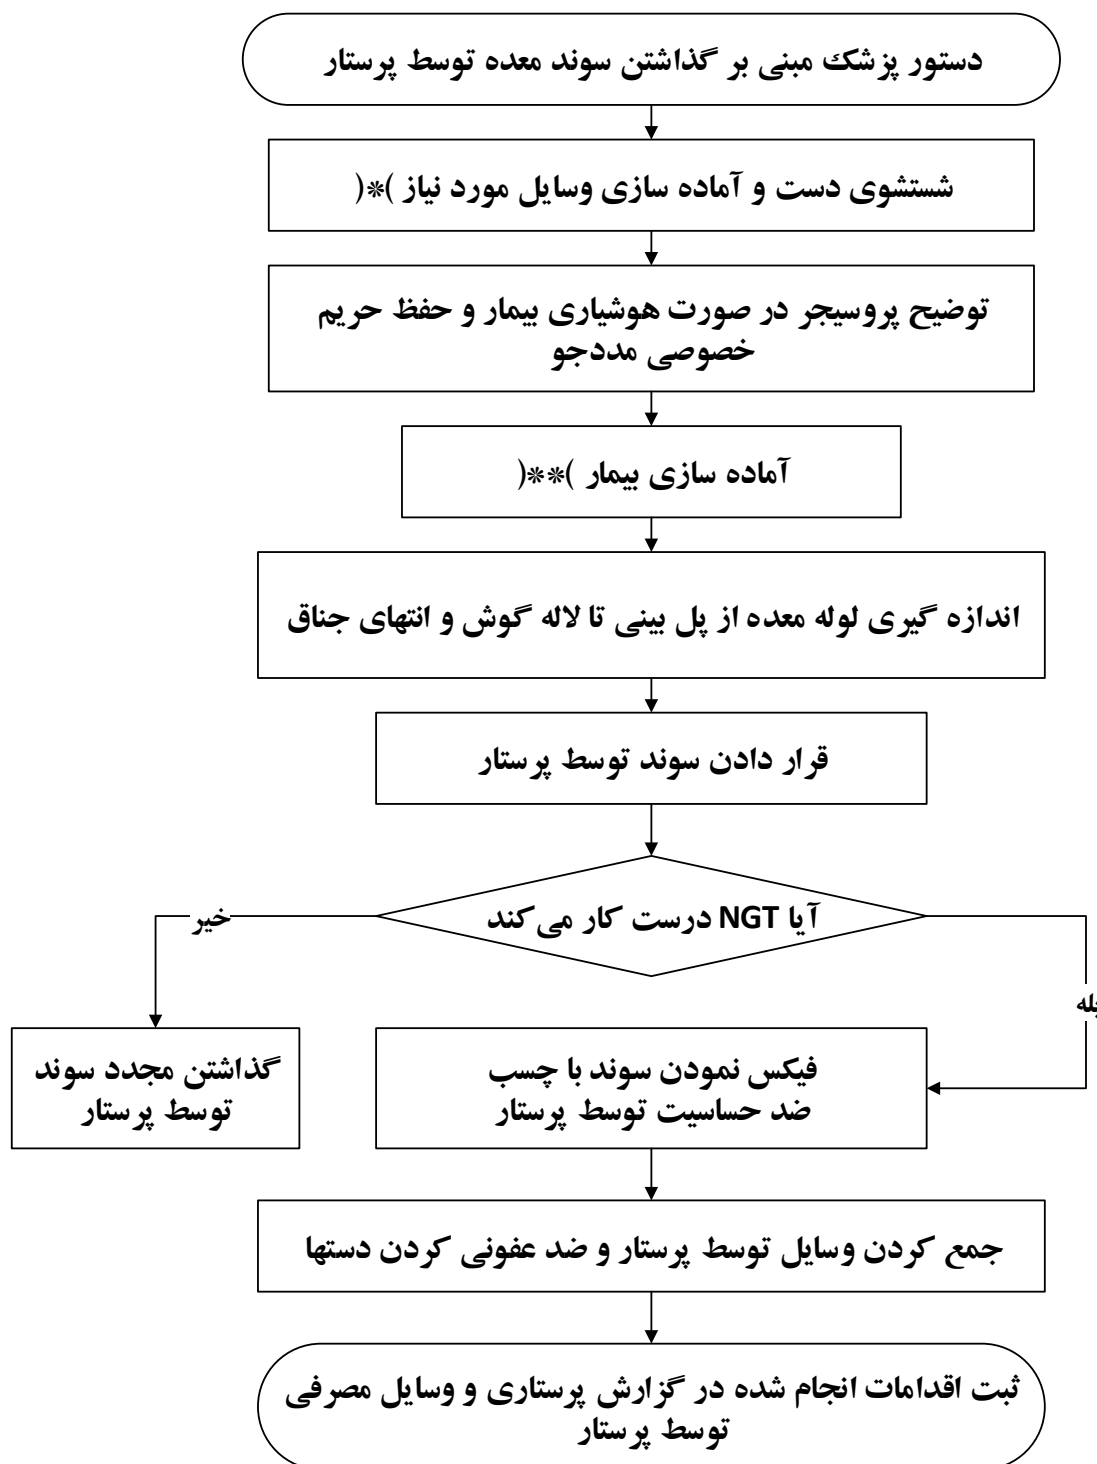 دستور پزشک مبنی بر گذاشتن سوند معده توسط پرستار
شستشوی دست و آماده سازی وسایل مورد نیاز )*(
توضیح پروسیجر در صورت هوشیاری بیمار و حفظ حریم
خصوصی مددجو
آماده سازی بیمار )**(
اندازه گیری لوله معده از پل بینی تا لاله گوش و انتهای جناق
قرار دادن سوند توسط پرستار
آیا NGT درست کار می‌کند
خیر
بله
گذاشتن مجدد سوند
توسط پرستار
فیکس نمودن سوند با چسب
ضد حساسیت توسط پرستار
جمع کردن وسایل توسط پرستار و ضد عفونی کردن دستها
ثبت اقدامات انجام شده در گزارش پرستاری و وسایل مصرفی
توسط پرستار